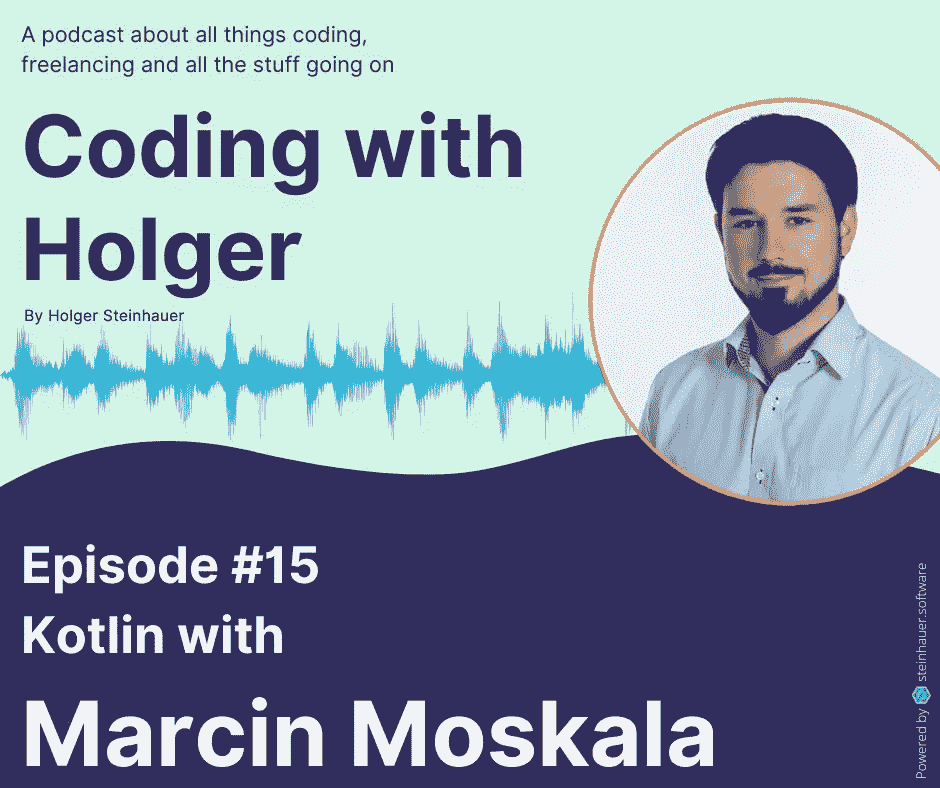 A podcast about all things coding,
freelancing and all the stuff going on
Coding with
Holger
By Holger Steinhauer
Episode #15
Kotlin with
Marcin Moskala
Powered by steinhauer.software